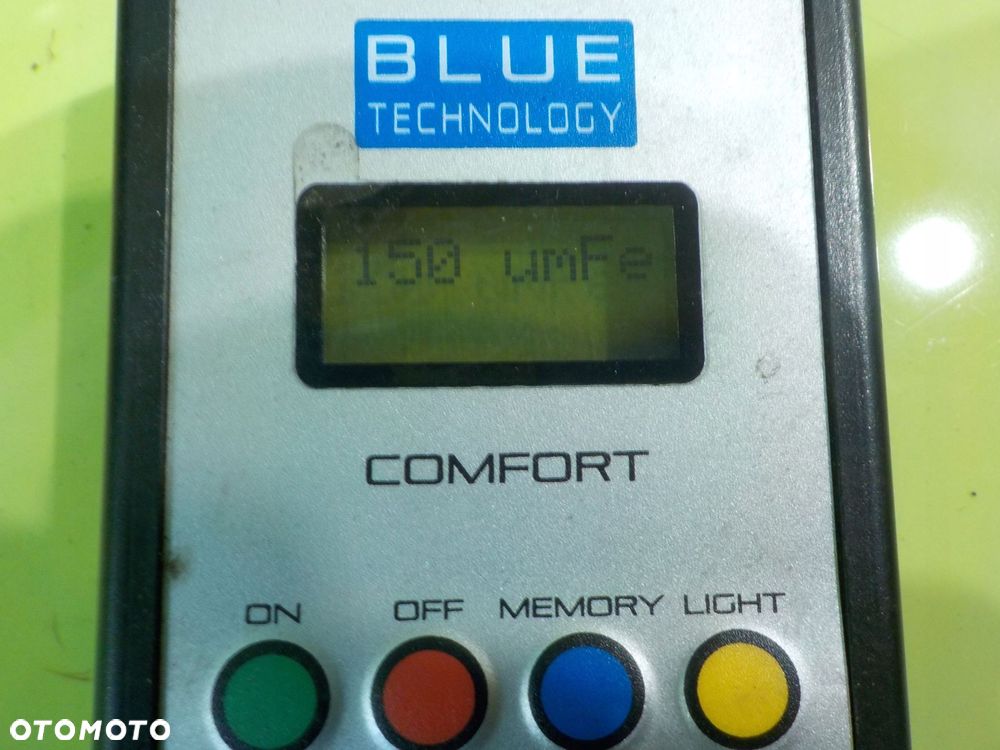 BLUE
TECHNOLOGY
150 umFe
COMFORT
ON OFF MEMORY LIGHT
OTOMOTO